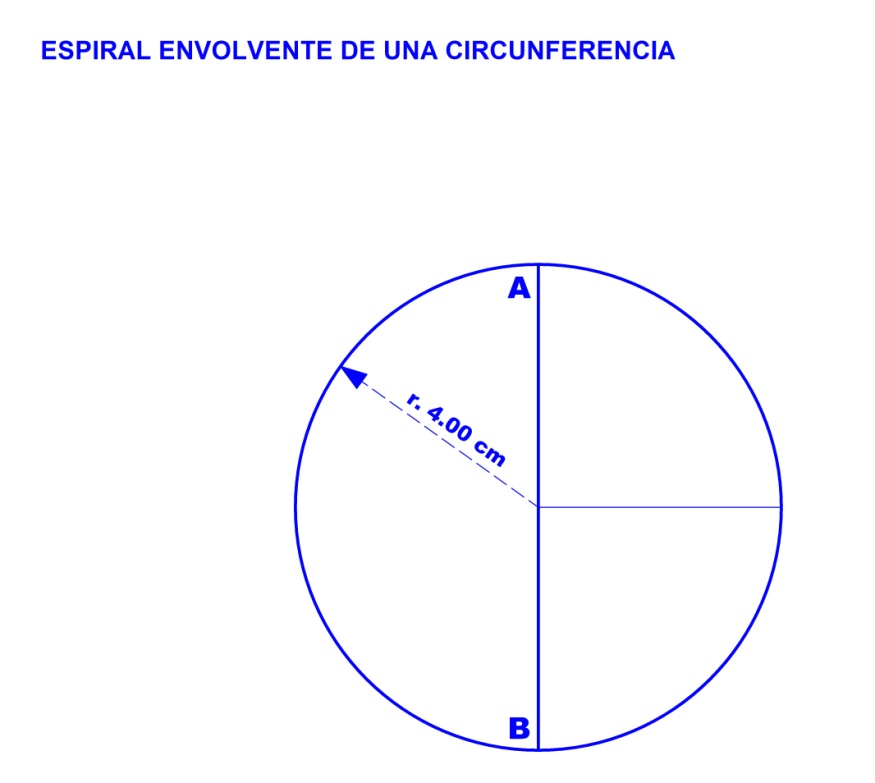 ESPIRAL ENVOLVENTE DE UNA CIRCUNFERENCIA
A
r. 4.00 cm
B